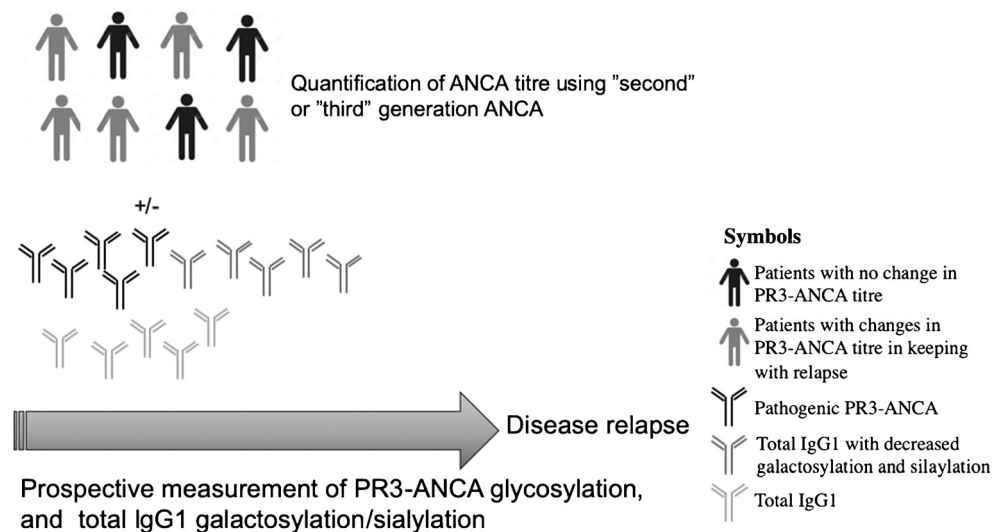 Quantification of ANCA titre using "second"
or "third" generation ANCA
+/-
Disease relapse
Prospective measurement of PR3-ANCA glycosylation,
and total IgG1 galactosylation/sialylation
Symbols
Patients with no change in
PR3-ANCA titre
Patients with changes in
PR3-ANCA titre in keeping
with relapse
Pathogenic PR3-ANCA
Total IgG1 with decreased
galactosylation and silaylation
Total IgG1